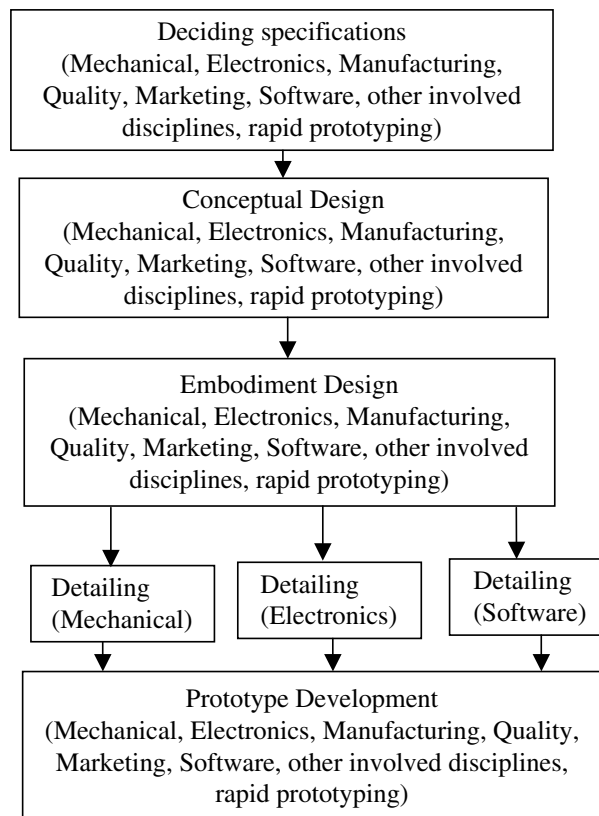 Deciding specifications
(Mechanical, Electronics, Manufacturing,
Quality, Marketing, Software, other involved
disciplines, rapid prototyping)
Conceptual Design
(Mechanical, Electronics, Manufacturing,
Quality, Marketing, Software, other involved
disciplines, rapid prototyping)
Embodiment Design
(Mechanical, Electronics, Manufacturing,
Quality, Marketing, Software, other involved
disciplines, rapid prototyping)
Detailing
(Mechanical)
Detailing
(Electronics)
Detailing
(Software)
Prototype Development
(Mechanical, Electronics, Manufacturing, Quality,
Marketing, Software, other involved disciplines,
rapid prototyping)